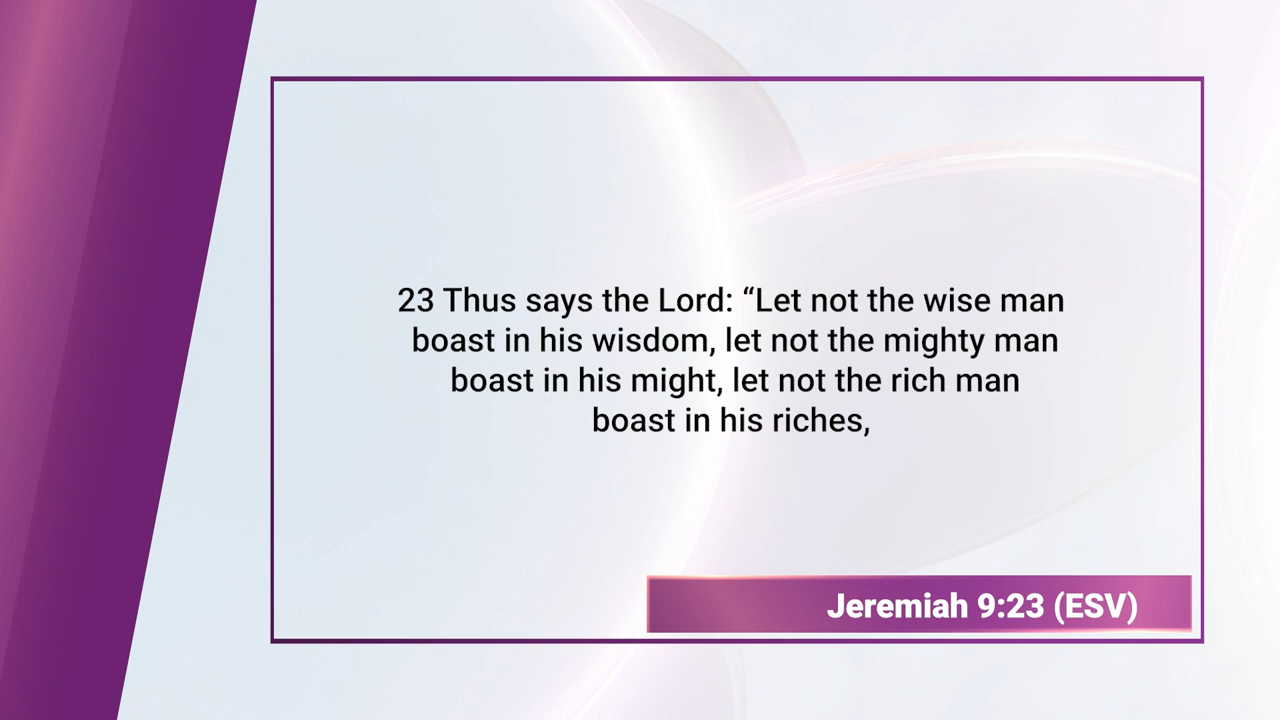 23 Thus says the Lord: “Let not the wise man
boast in his wisdom, let not the mighty man
boast in his might, let not the rich man
boast in his riches,
Jeremiah 9:23 (ESV)